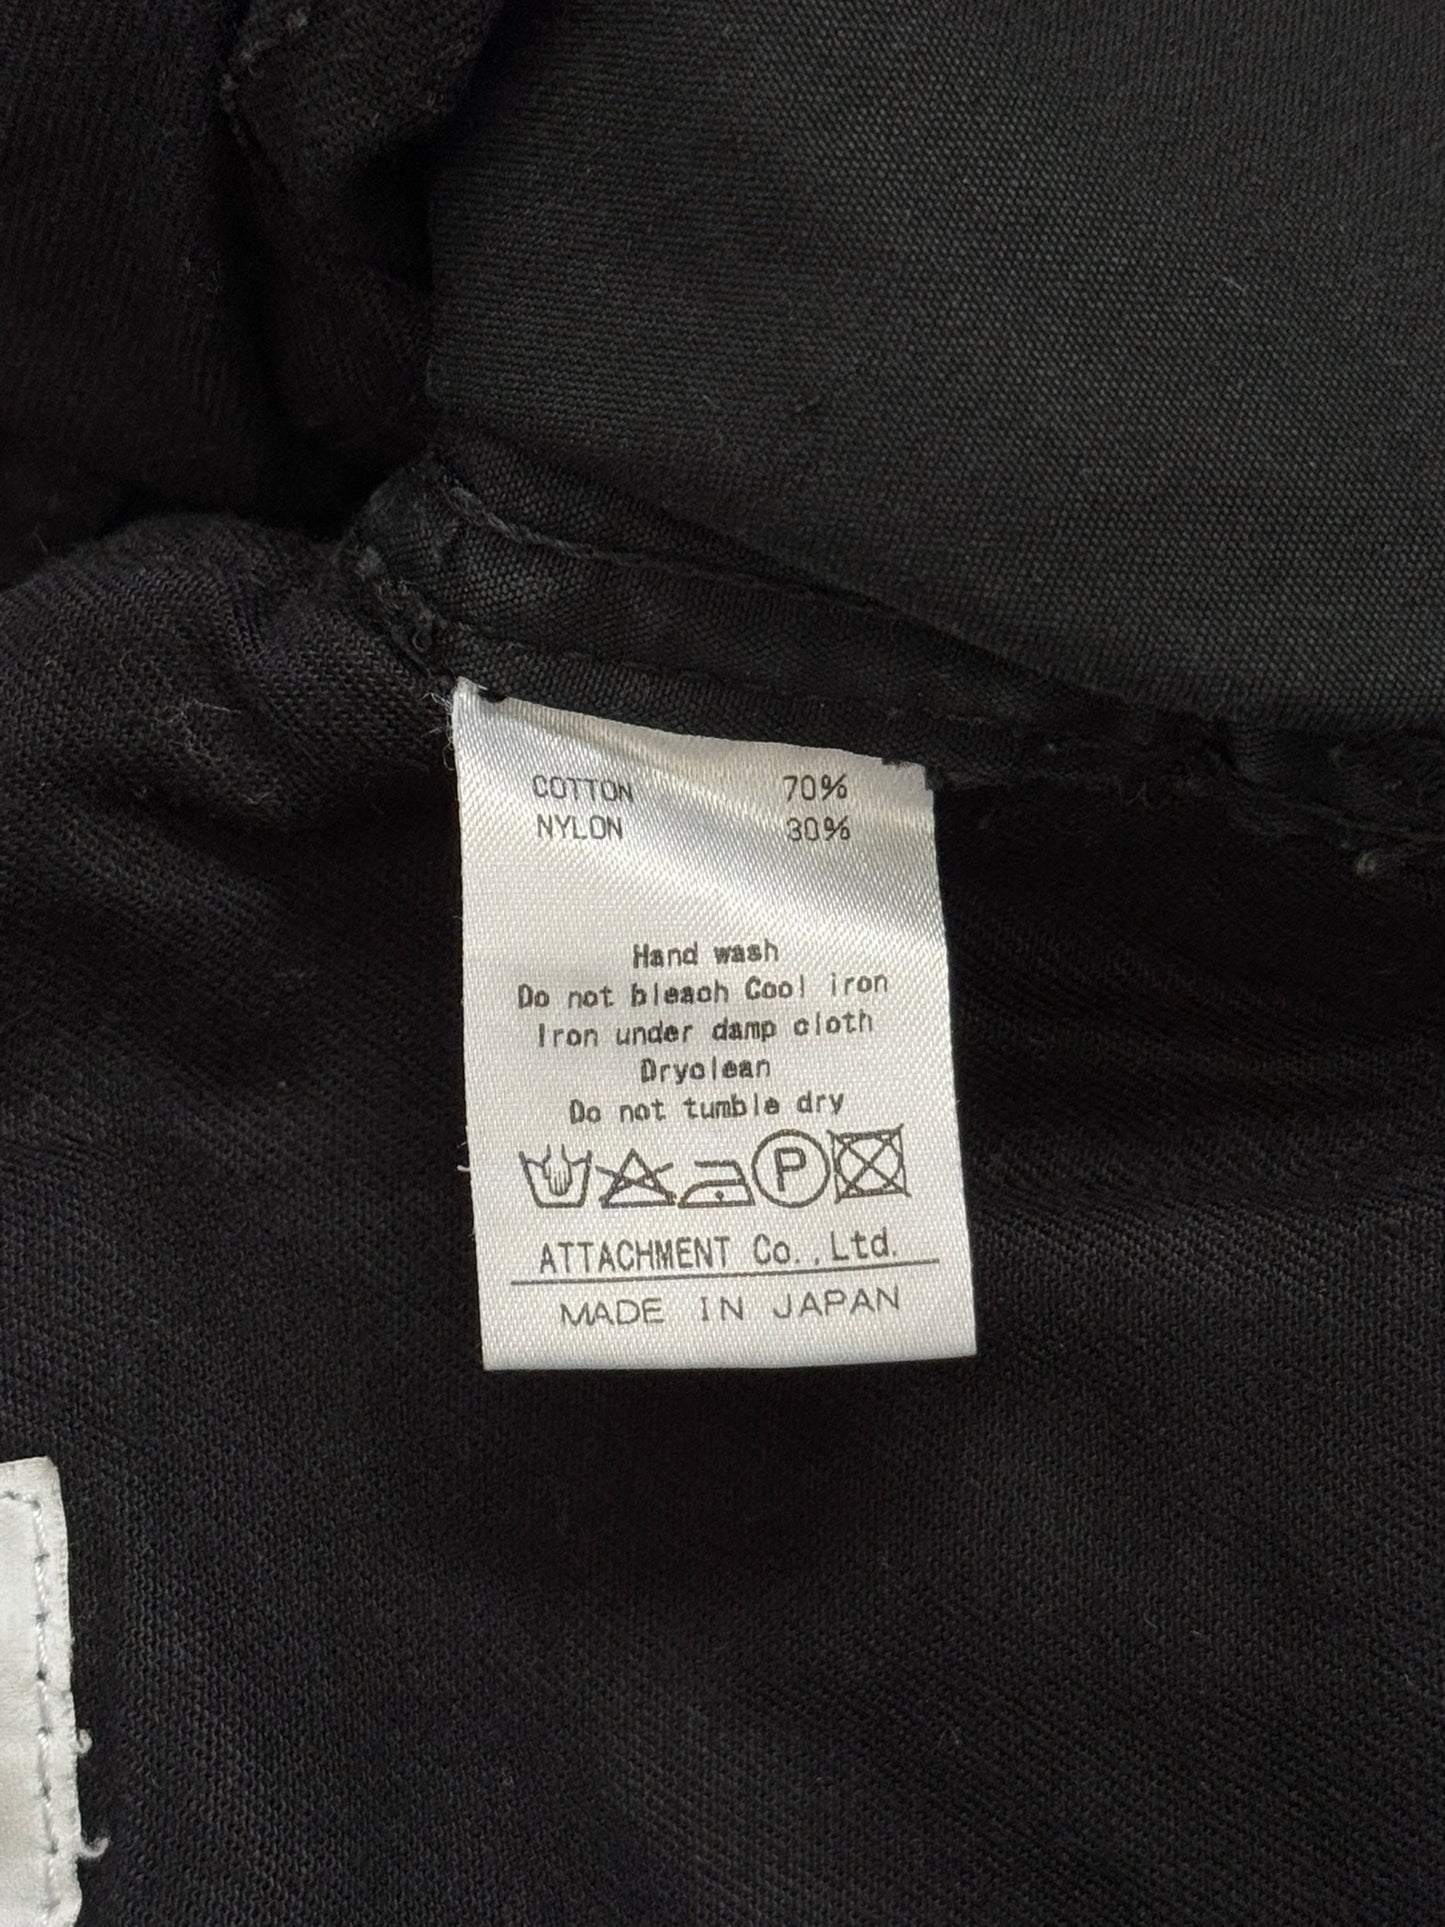 COTTON 70%
NYLON 30%
Hand wash
Do not bleach Cool iron
Iron under damp cloth
Dryclean
Do not tumble dry
P
ATTACHMENT Co.,Ltd.
MADE IN JAPAN